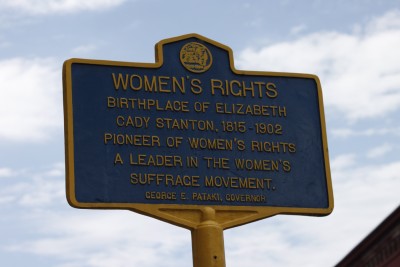 WOMEN'S RIGHTS
BIRTHPLACE OF ELIZABETH
CADY STANTON, 1815-1902
PIONEER OF WOMEN'S RIGHTS
A LEADER IN THE WOMEN'S
SUFFRAGE MOVEMENT.
GEORGE E. PATAKI, GOVERNOR